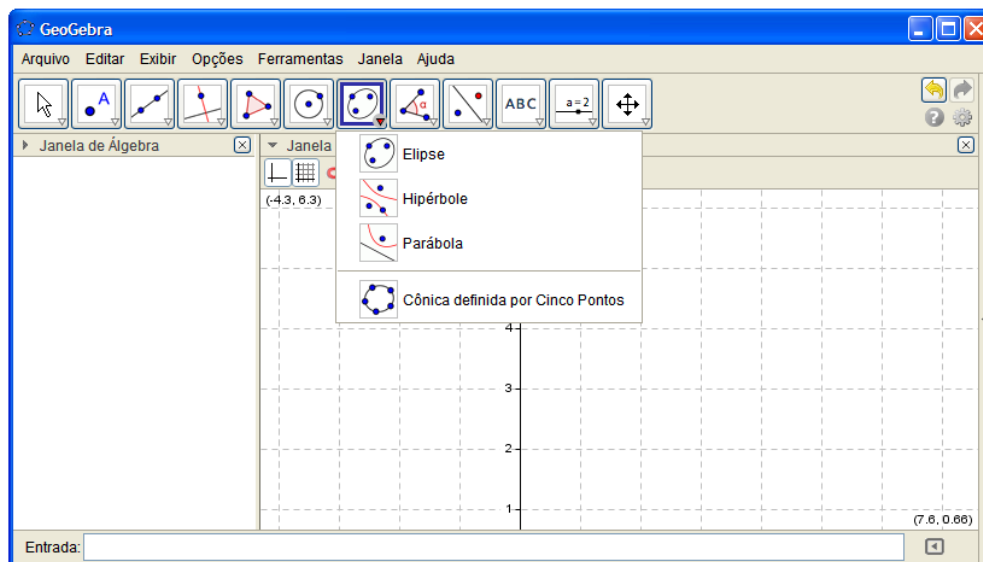 GeoGebra
Arquivo Editar Exibir Opções Ferramentas Janela Ajuda
A α ABC a=2
Janela de Álgebra Janela
Elipse
(-4.3, 6.3)
Hipérbole
Parábola
Cônica definida por Cinco Pontos
4
3
2
1
(7.6, 0.66)
Entrada: